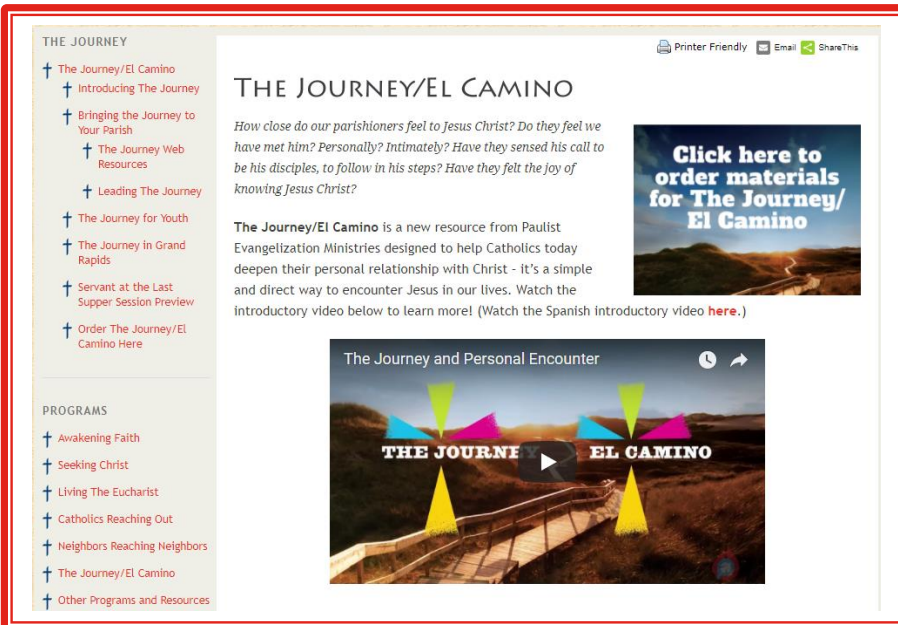 THE JOURNEY
The Journey/El Camino
Introducing The Journey
Bringing the Journey to
Your Parish
The Journey Web
Resources
Leading The Journey
The Journey for Youth
The Journey in Grand
Rapids
Servant at the Last
Supper Session Preview
Order The Journey/El
Camino Here
PROGRAMS
Awakening Faith
Seeking Christ
Living The Eucharist
Catholics Reaching Out
Neighbors Reaching Neighbors
The Journey/El Camino
Other Programs and Resources
Printer Friendly Email ShareThis
THE JOURNEY/EL CAMINO
How close do our parishioners feel to Jesus Christ? Do they feel we
have met him? Personally? Intimately? Have they sensed his call to
be his disciples, to follow in his steps? Have they felt the joy of
knowing Jesus Christ?
Click here to
order materials
for The Journey/
El Camino
The Journey/El Camino is a new resource from Paulist
Evangelization Ministries designed to help Catholics today
deepen their personal relationship with Christ - it's a simple
and direct way to encounter Jesus in our lives. Watch the
introductory video below to learn more! (Watch the Spanish introductory video here.)
The Journey and Personal Encounter
THE JOURNEY EL CAMINO